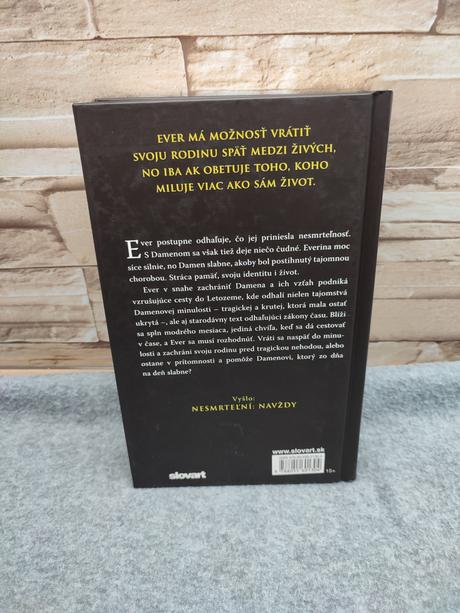 EVER MÁ MOŽNOSŤ VRÁTIŤ
SVOJU RODINU SPÄŤ MEDZI ŽIVÝCH,
NO IBA AK OBETUJE TOHO, KOHO
MILUJE VIAC AKO SÁM ŽIVOT.
Ever postupne odhaľuje, čo jej priniesla nesmrteľnosť.
S Damenom sa však tiež deje niečo čudné. Everina moc
síce silnie, no Damen slabne, akoby bol postihnutý tajomnou
chorobou. Stráca pamäť, svoju identitu i život.
Ever v snahe zachrániť Damena a ich vzťah podniká
vzrušujúce cesty do Letozeme, kde odhalí nielen tajomstvá
Damenovej minulosti – tragickej a krutej, ktorá mala ostať
ukrytá –, ale aj starodávny text odhaľujúci zákony času. Blíži
sa spln modrého mesiaca, jediná chvíľa, keď sa dá cestovať
v čase, a Ever sa musí rozhodnúť. Vráti sa naspäť do minu-
losti a zachráni svoju rodinu pred tragickou nehodou, alebo
ostane v prítomnosti a pomôže Damenovi, ktorý zo dňa
na deň slabne?
Vyšlo:
NESMRTEĽNÍ: NAVŽDY
www.slovart.sk
slovart
15+